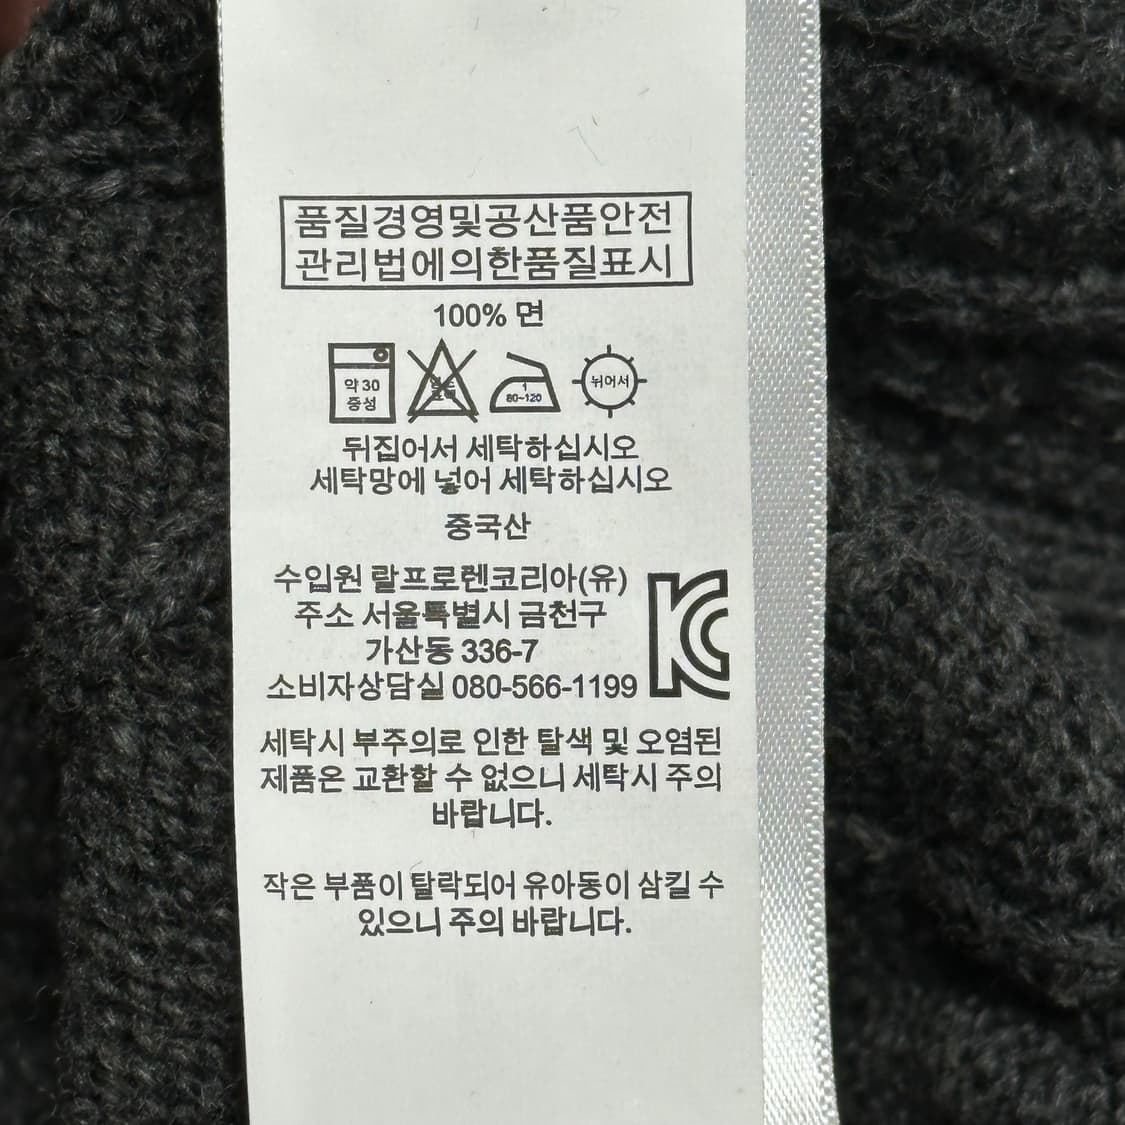 품질경영및공산품안전
관리법에의한품질표시
100% 면
약 30
중성
1
80~120
뉘어서
뒤집어서 세탁하십시오
세탁망에 넣어 세탁하십시오
중국산
수입원 랄프로렌코리아(유)
주소 서울특별시 금천구
가산동 336-7
소비자상담실 080-566-1199
KC
세탁시 부주의로 인한 탈색 및 오염된
제품은 교환할 수 없으니 세탁시 주의
바랍니다.
작은 부품이 탈락되어 유아동이 삼킬 수
있으니 주의 바랍니다.